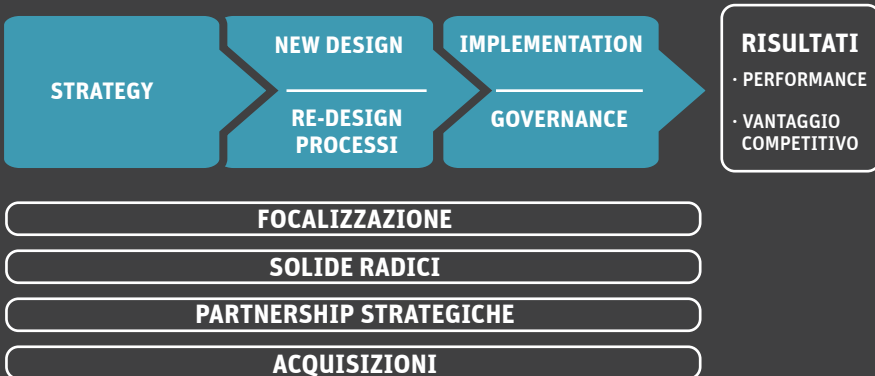 STRATEGY
NEW DESIGN
RE-DESIGN
PROCESSI
IMPLEMENTATION
GOVERNANCE
RISULTATI
· PERFORMANCE
· VANTAGGIO
COMPETITIVO
FOCALIZZAZIONE
SOLIDE RADICI
PARTNERSHIP STRATEGICHE
ACQUISIZIONI